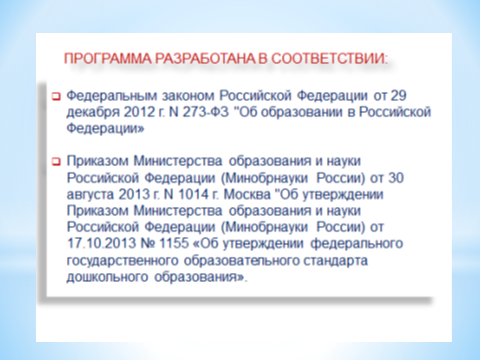 ПРОГРАММА РАЗРАБОТАНА В СООТВЕТСТВИИ:
Федеральным законом Российской Федерации от 29
декабря 2012 г. N 273-ФЗ "Об образовании в Российской
Федерации»
Приказом Министерства образования и науки
Российской Федерации (Минобрнауки России) от 30
августа 2013 г. N 1014 г. Москва "Об утверждении
Приказом Министерства образования и науки
Российской Федерации (Минобрнауки России) от
17.10.2013 № 1155 «Об утверждении федерального
государственного образовательного стандарта
дошкольного образования».